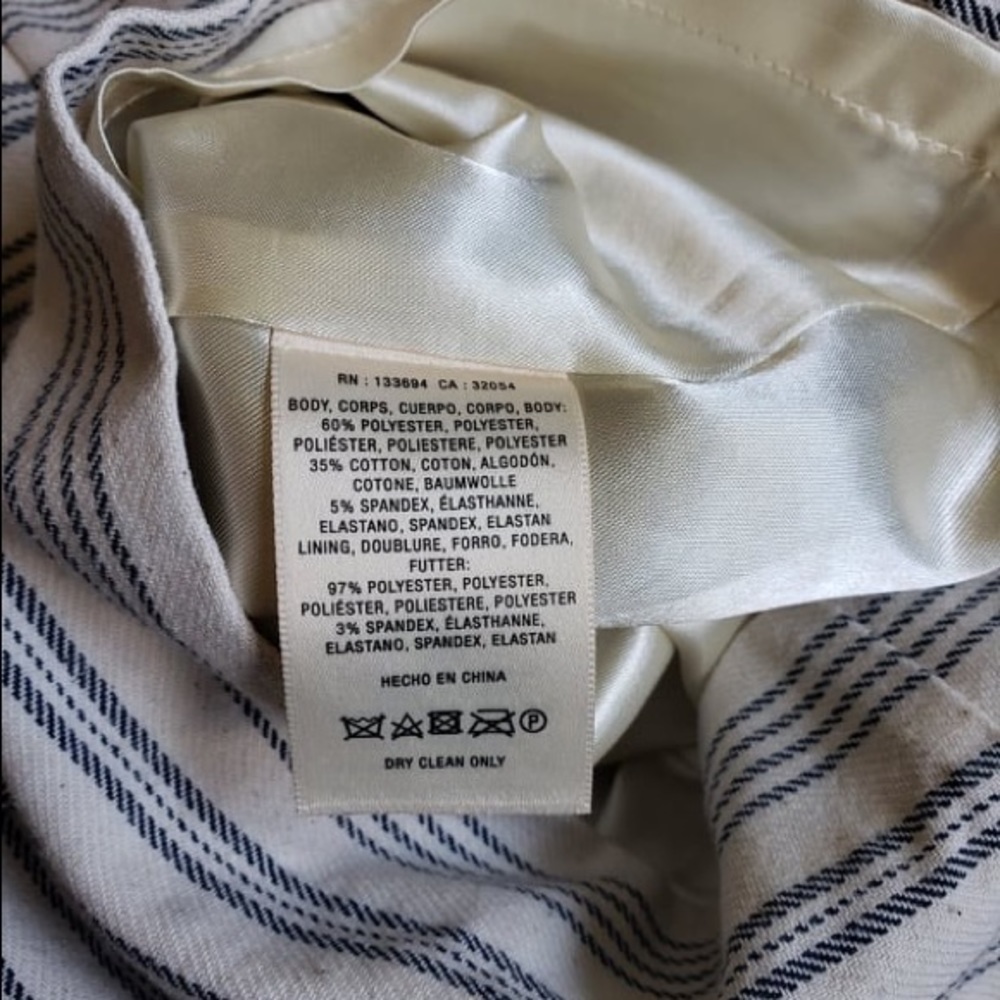 RN : 133694 CA : 32054
BODY, CORPS, CUERPO, CORPO, BODY:
60% POLYESTER, POLYESTER,
POLIÉSTER, POLIESTERE, POLYESTER
35% COTTON, COTON, ALGODÓN,
COTONE, BAUMWOLLE
5% SPANDEX, ÉLASTHANNE,
ELASTANO, SPANDEX, ELASTAN
LINING, DOUBLURE, FORRO, FODERA,
FUTTER:
97% POLYESTER, POLYESTER,
POLIÉSTER, POLIESTERE, POLYESTER
3% SPANDEX, ÉLASTHANNE,
ELASTANO, SPANDEX, ELASTAN
HECHO EN CHINA
P
DRY CLEAN ONLY